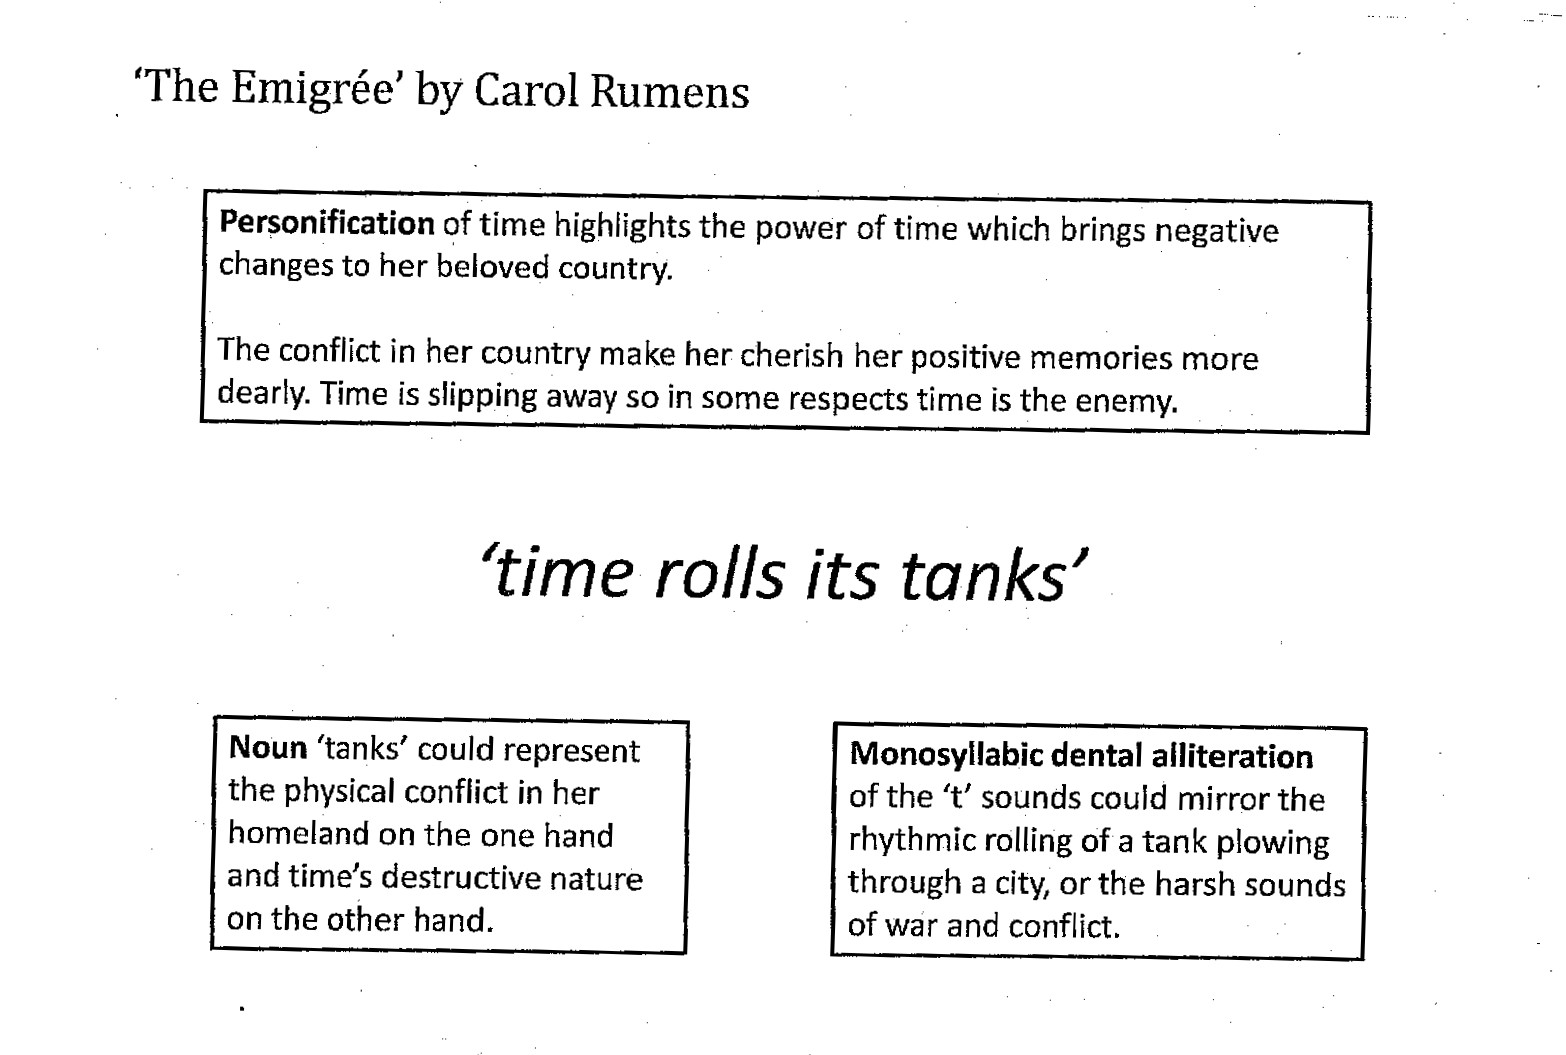 ‘The Emigrée’ by Carol Rumens
Personification of time highlights the power of time which brings negative
changes to her beloved country.
The conflict in her country make her cherish her positive memories more
dearly. Time is slipping away so in some respects time is the enemy.
‘time rolls its tanks’
Noun ‘tanks’ could represent
the physical conflict in her
homeland on the one hand
and time’s destructive nature
on the other hand.
Monosyllabic dental alliteration
of the ‘t’ sounds could mirror the
rhythmic rolling of a tank plowing
through a city, or the harsh sounds
of war and conflict.